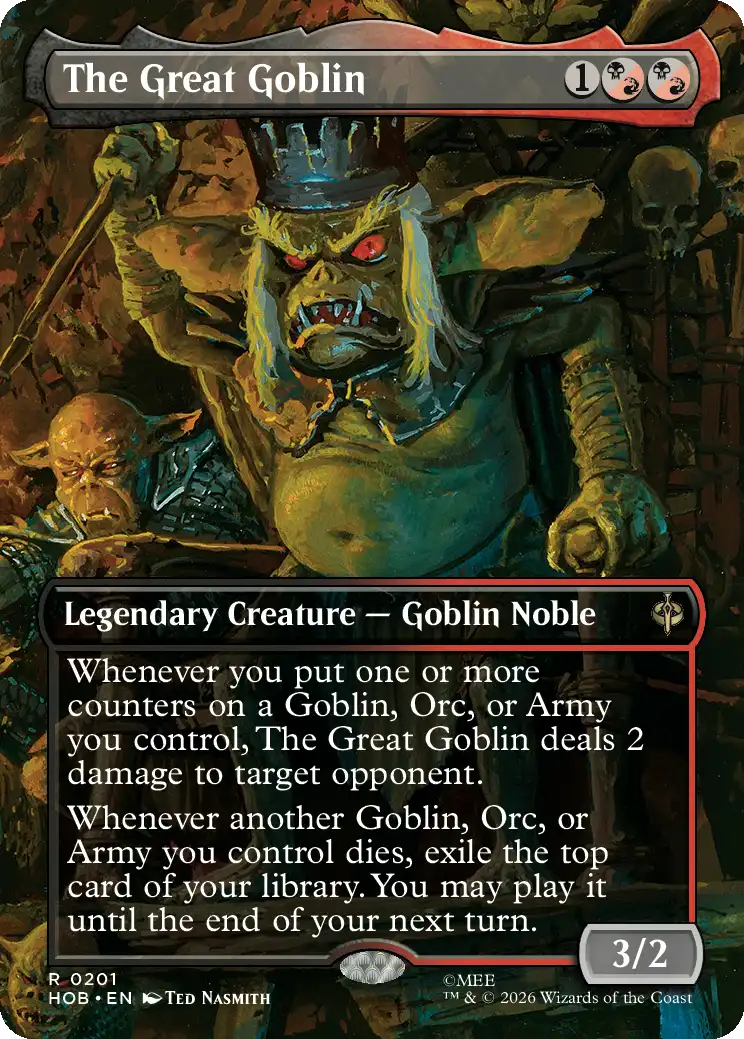 The Great Goblin
1
Legendary Creature — Goblin Noble
Whenever you put one or more
counters on a Goblin, Orc, or Army
you control, The Great Goblin deals 2
damage to target opponent.
Whenever another Goblin, Orc, or
Army you control dies, exile the top
card of your library. You may play it
until the end of your next turn.
3/2
R 0201
HOB • EN Ted Nasmith
©MEE
™ & © 2026 Wizards of the Coast